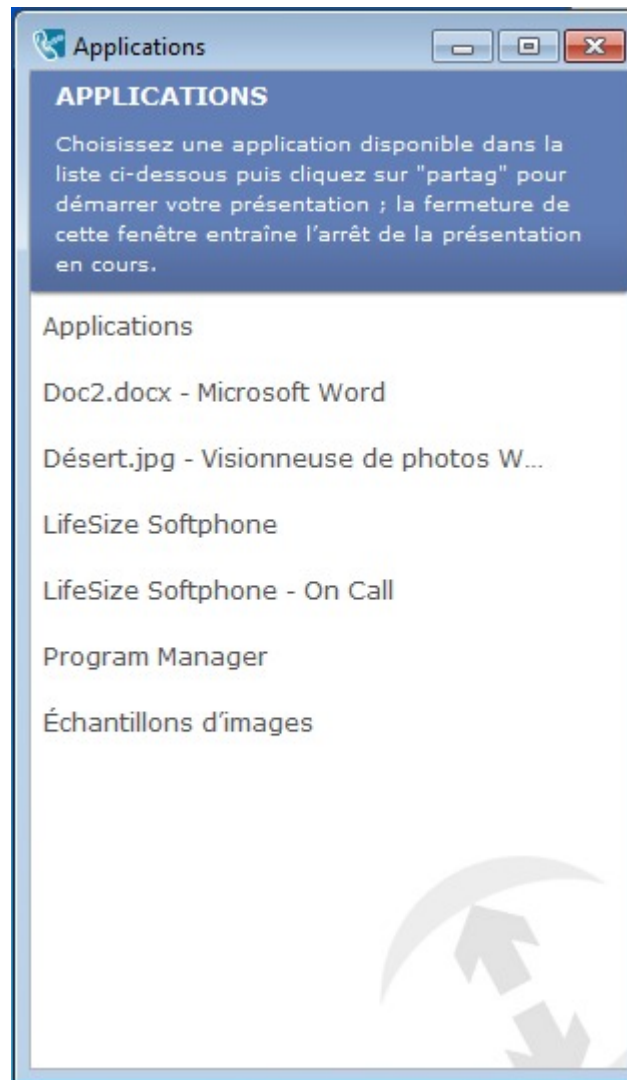 Applications
APPLICATIONS
Choisissez une application disponible dans la
liste ci-dessous puis cliquez sur "partag" pour
démarrer votre présentation ; la fermeture de
cette fenêtre entraîne l'arrêt de la présentation
en cours.
Applications
Doc2.docx - Microsoft Word
Désert.jpg - Visionneuse de photos W...
LifeSize Softphone
LifeSize Softphone - On Call
Program Manager
Échantillons d'images